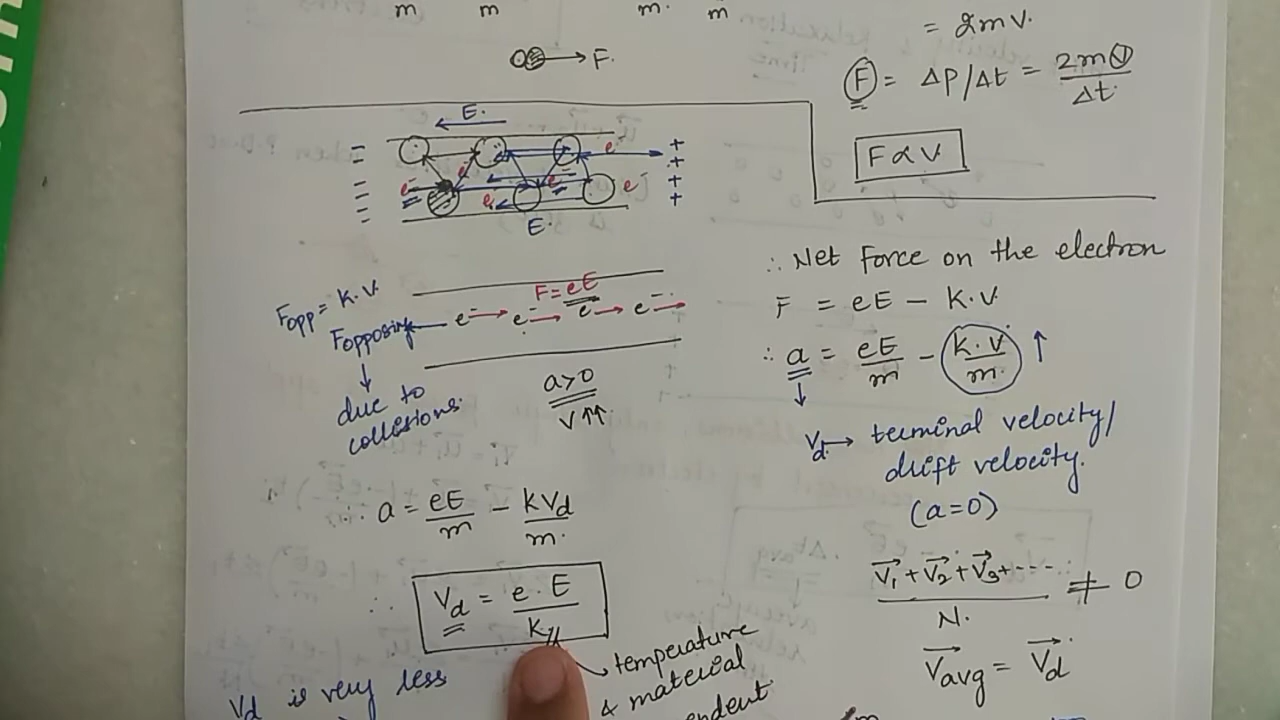 m m m. m
= 2mv.
F.
F = Δp/Δt = 2mv/Δt.
F ∝ V
E.
- - - - -
e e⁻ e⁻ e⁻ e e⁻
+ + + +
E.
∴ Net Force on the electron
F = eE - K.V
∴ a = eE/m - k.v/m. ↑
Fopp = K.V.
F=eE
Fopposing ← e⁻ → e⁻ → e⁻ → e⁻ →
↓
due to
collisions.
a>0
V↑↑
↓
Vd → terminal velocity/
drift velocity.
(a=0)
∴ a = eE/m - kVd/m.
∴ Vd = e.E/k
V₁ + V₂ + V₃ + --- / N. ≠ 0
temperature
& material
pendent
Vavg = Vd
Vd is very less